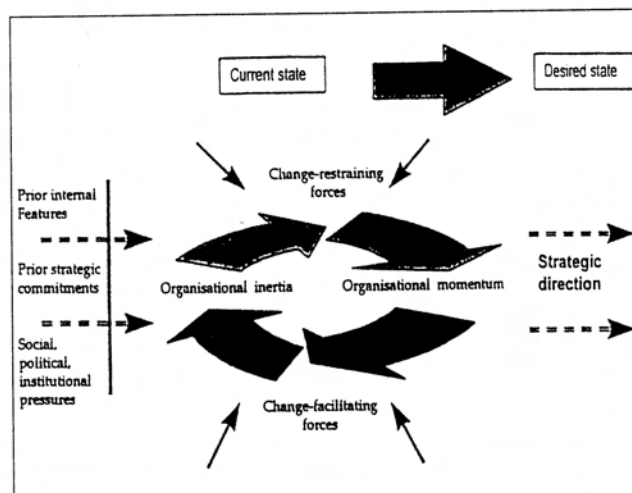 Current state
Desired state
Change-restraining
forces
Prior internal
Features
Prior strategic
commitments
Social,
political,
institutional
pressures
Organisational inertia
Organisational momentum
Strategic
direction
Change-facilitating
forces